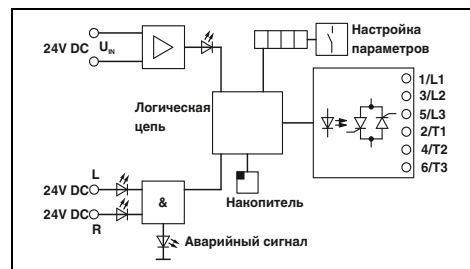 Настройка
параметров
24V DC U IN
Логическая
цепь
1/L1
3/L2
5/L3
2/T1
4/T2
6/T3
L
24V DC
24V DC
R
&
Накопитель
Аварийный сигнал